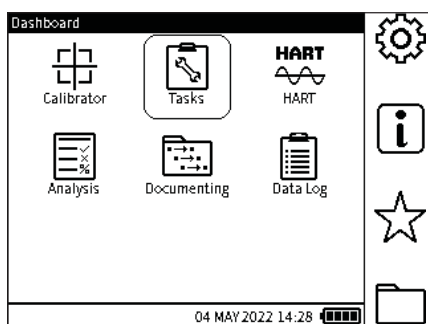 Dashboard
HART
Calibrator Tasks HART
Analysis Documenting Data Log
04 MAY 2022 14:28